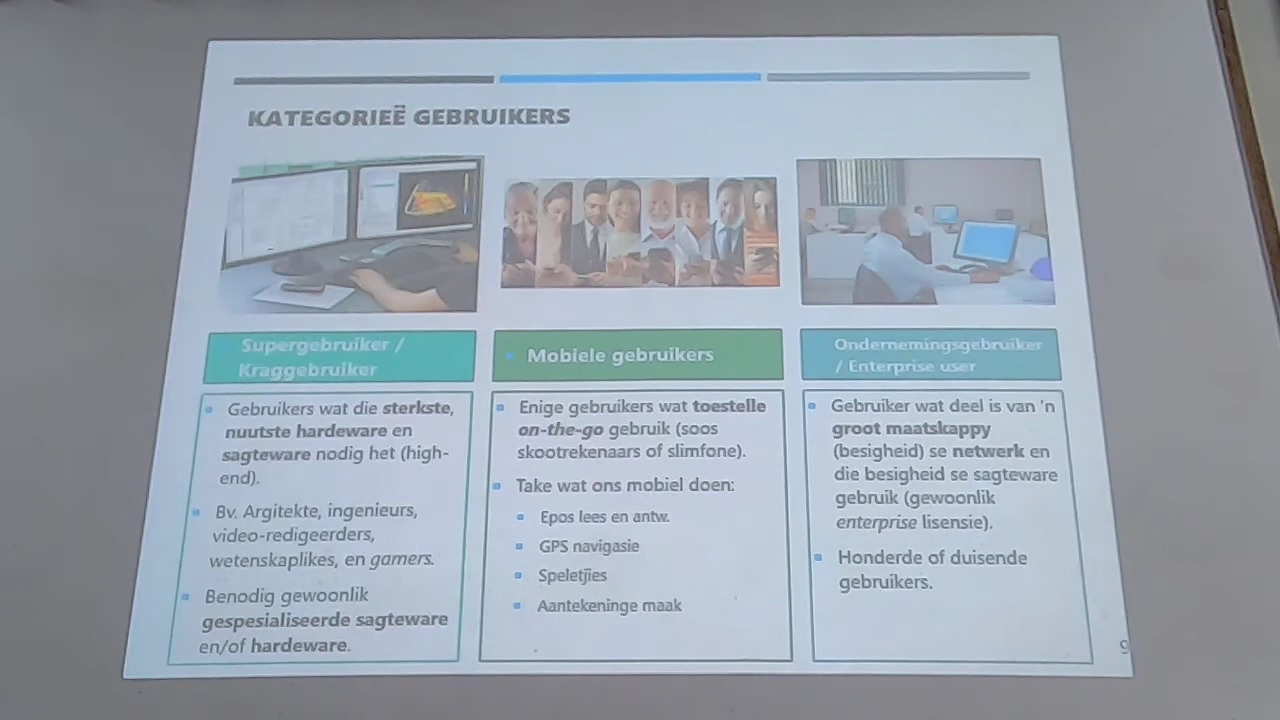 KATEGORIEË GEBRUIKERS
Supergebruiker /
Kraggebruiker
Gebruikers wat die sterkste,
nuutste hardeware en
sagteware nodig het (high-
end).
Bv. Argitekte, ingenieurs,
video-redigeerders,
wetenskaplikes, en gamers.
Benodig gewoonlik
gespesialiseerde sagteware
en/of hardeware.
Mobiele gebruikers
Enige gebruikers wat toestelle
on-the-go gebruik (soos
skootrekenaars of slimfone).
Take wat ons mobiel doen:
Epos lees en antw.
GPS navigasie
Speletjies
Aantekeninge maak
Ondernemingsgebruiker
/ Enterprise user
Gebruiker wat deel is van 'n
groot maatskappy
(besigheid) se netwerk en
die besigheid se sagteware
gebruik (gewoonlik
enterprise lisensie).
Honderde of duisende
gebruikers.
9